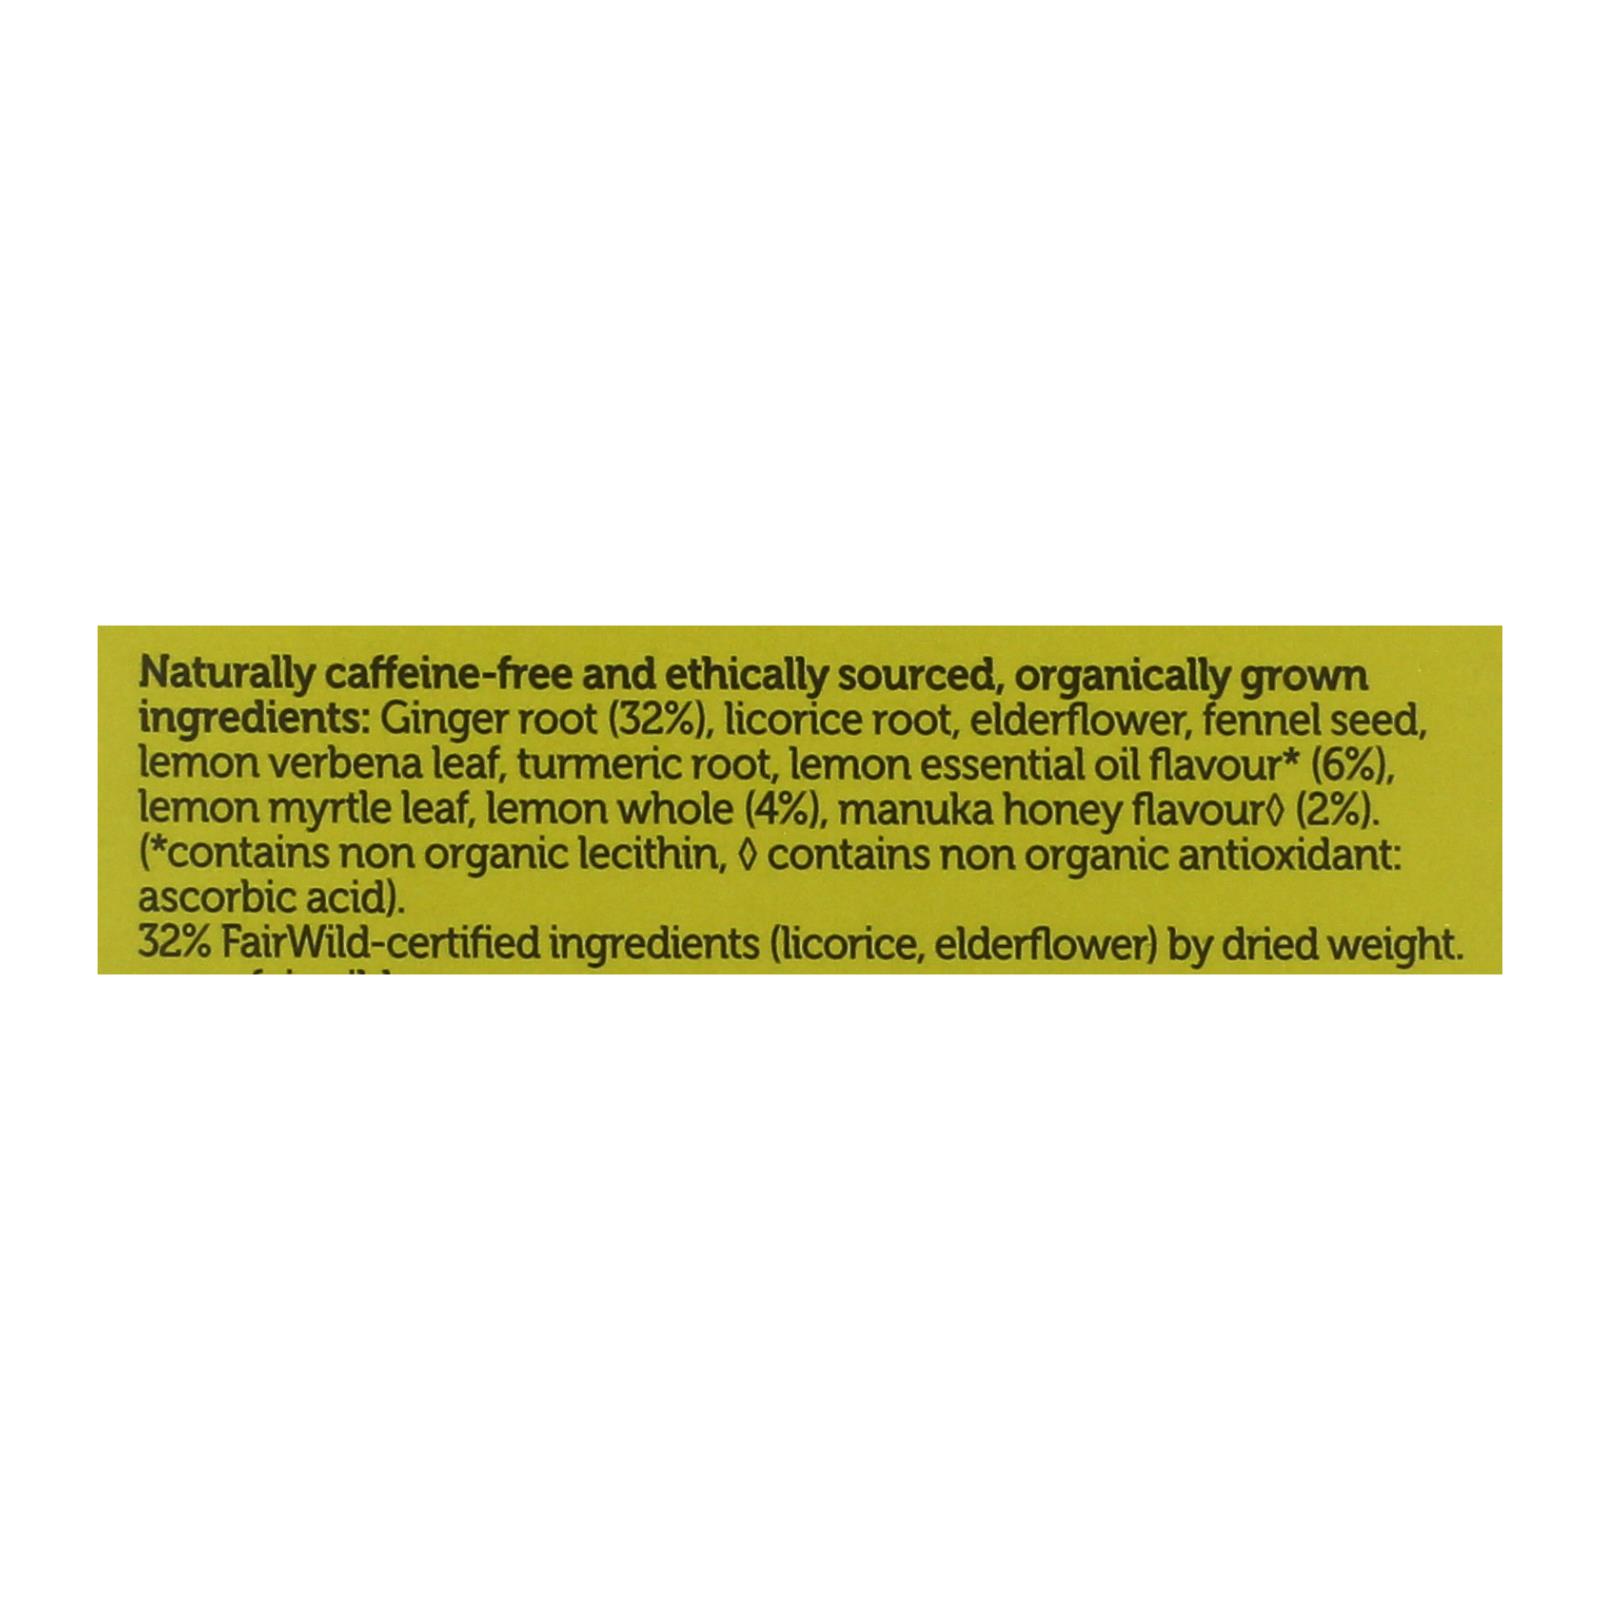 Naturally caffeine-free and ethically sourced, organically grown
ingredients: Ginger root (32%), licorice root, elderflower, fennel seed,
lemon verbena leaf, turmeric root, lemon essential oil flavour* (6%),
lemon myrtle leaf, lemon whole (4%), manuka honey flavour◊ (2%).
(*contains non organic lecithin, ◊ contains non organic antioxidant:
ascorbic acid).
32% FairWild-certified ingredients (licorice, elderflower) by dried weight.